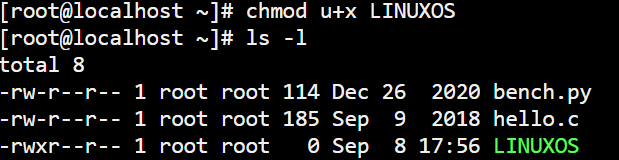 [root@localhost ~]# chmod u+x LINUXOS
[root@localhost ~]# ls -l
total 8
-rw-r--r-- 1 root root 114 Dec 26  2020 bench.py
-rw-r--r-- 1 root root 185 Sep  9  2018 hello.c
-rwxr--r-- 1 root root   0 Sep  8 17:56 LINUXOS